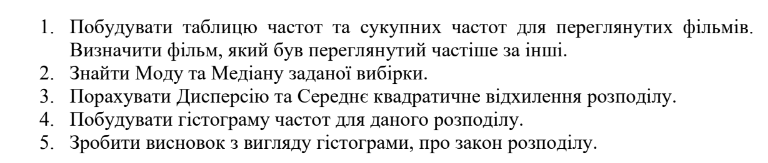 1. Побудувати таблицю частот та сукупних частот для переглянутих фільмів.
Визначити фільм, який був переглянутий частіше за інші.
2. Знайти Моду та Медіану заданої вибірки.
3. Порахувати Дисперсію та Середнє квадратичне відхилення розподілу.
4. Побудувати гістограму частот для даного розподілу.
5. Зробити висновок з вигляду гістограми, про закон розподілу.